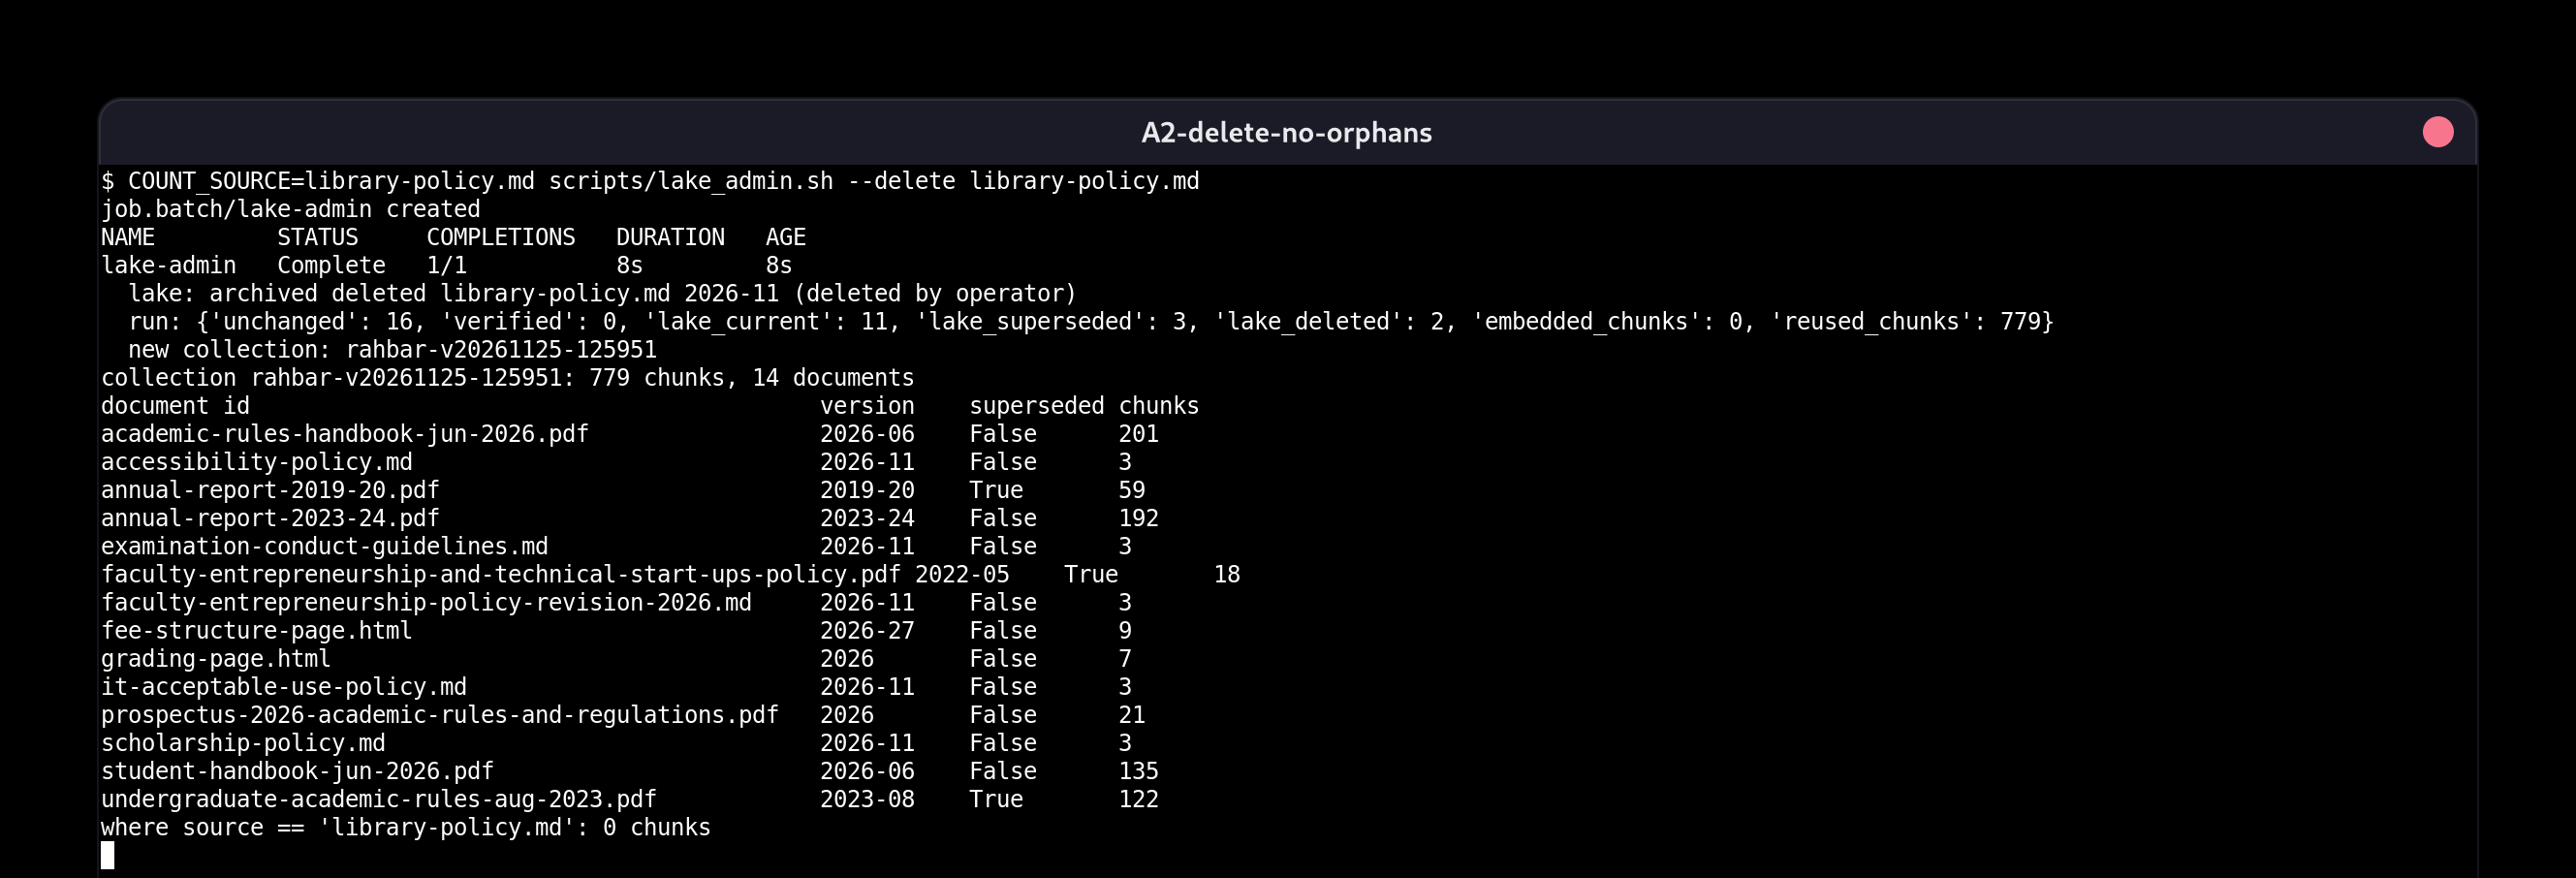 A2-delete-no-orphans
$ COUNT_SOURCE=library-policy.md scripts/lake_admin.sh --delete library-policy.md
job.batch/lake-admin created
NAME         STATUS     COMPLETIONS   DURATION   AGE
lake-admin   Complete   1/1           8s         8s
  lake: archived deleted library-policy.md 2026-11 (deleted by operator)
  run: {'unchanged': 16, 'verified': 0, 'lake_current': 11, 'lake_superseded': 3, 'lake_deleted': 2, 'embedded_chunks': 0, 'reused_chunks': 779}
  new collection: rahbar-v20261125-125951
collection rahbar-v20261125-125951: 779 chunks, 14 documents
document id                                          version    superseded chunks
academic-rules-handbook-jun-2026.pdf                 2026-06    False      201
accessibility-policy.md                              2026-11    False      3
annual-report-2019-20.pdf                            2019-20    True       59
annual-report-2023-24.pdf                            2023-24    False      192
examination-conduct-guidelines.md                    2026-11    False      3
faculty-entrepreneurship-and-technical-start-ups-policy.pdf 2022-05    True       18
faculty-entrepreneurship-policy-revision-2026.md     2026-11    False      3
fee-structure-page.html                              2026-27    False      9
grading-page.html                                    2026       False      7
it-acceptable-use-policy.md                          2026-11    False      3
prospectus-2026-academic-rules-and-regulations.pdf   2026       False      21
scholarship-policy.md                                2026-11    False      3
student-handbook-jun-2026.pdf                        2026-06    False      135
undergraduate-academic-rules-aug-2023.pdf            2023-08    True       122
where source == 'library-policy.md': 0 chunks